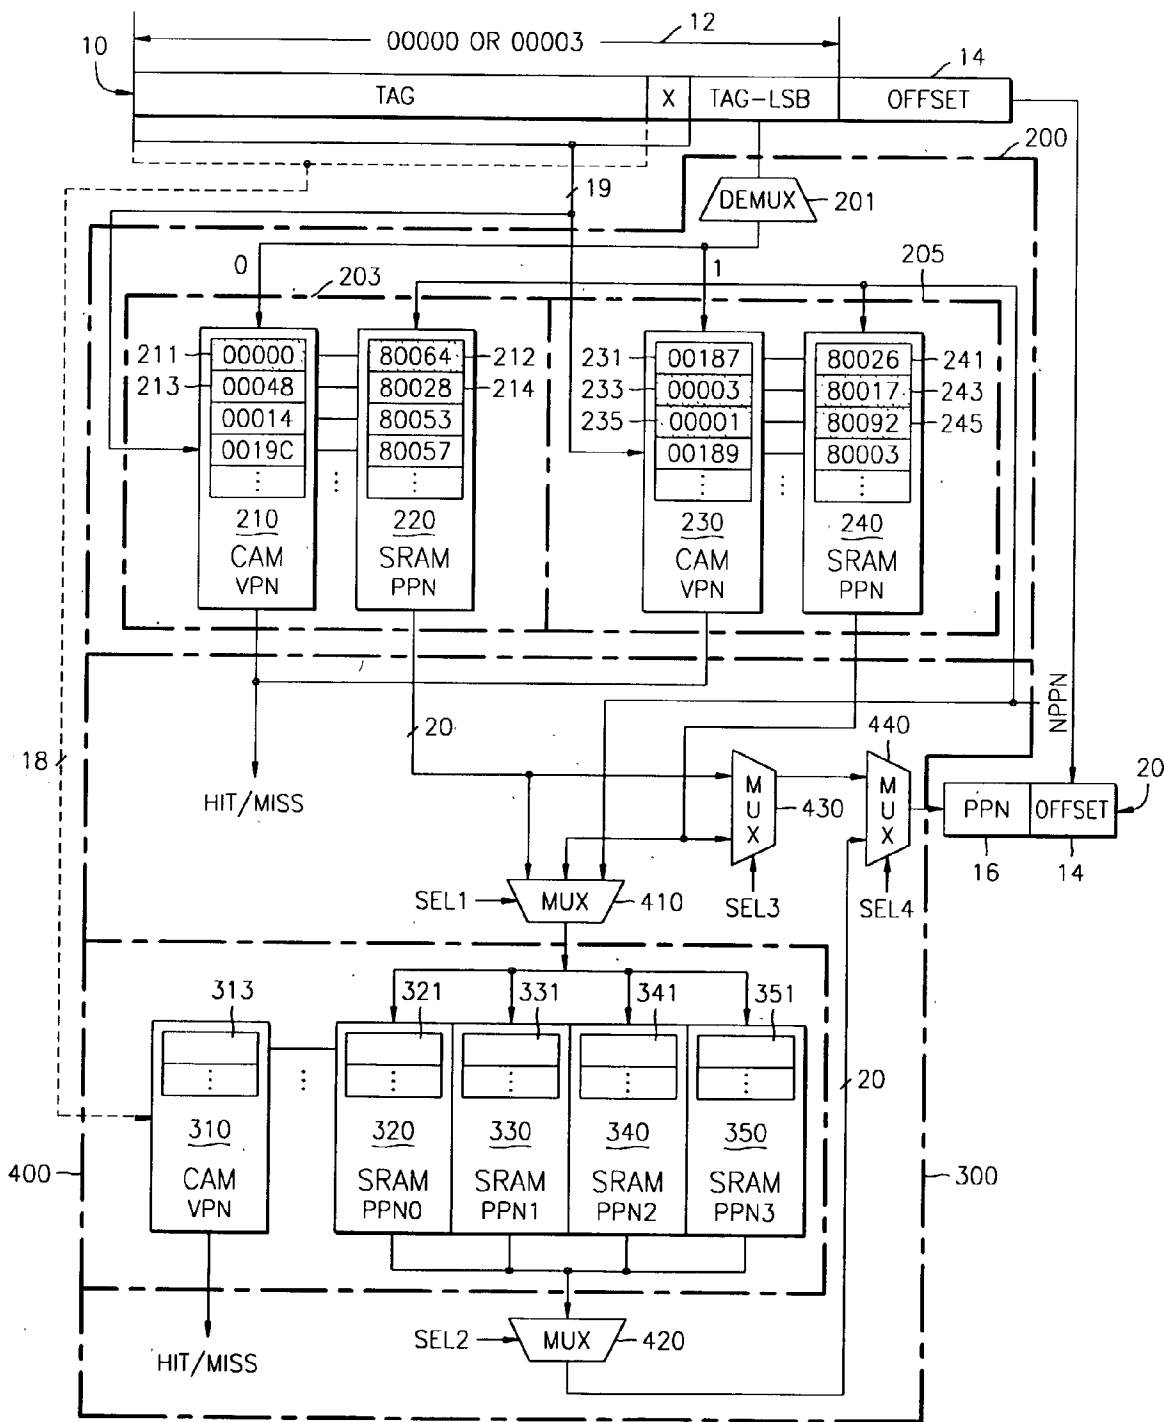 12
00000 OR 00003
10
14
TAG X TAG-LSB OFFSET
200
19
DEMUX 201
0 1
203 205
211 00000 80064 212 231 00187 80026 241
213 00048 80028 214 233 00003 80017 243
00014 80053 235 00001 80092 245
0019C 80057 00189 80003
210 220 230 240
CAM SRAM CAM SRAM
VPN PPN VPN PPN
NPPN
20 440
18
HIT/MISS
MUX 430 MUX
PPN OFFSET 20
16 14
SEL1 MUX 410 SEL3 SEL4
313 321 331 341 351
20
310 320 330 340 350
400 300
CAM SRAM SRAM SRAM SRAM
VPN PPN0 PPN1 PPN2 PPN3
SEL2 MUX 420
HIT/MISS